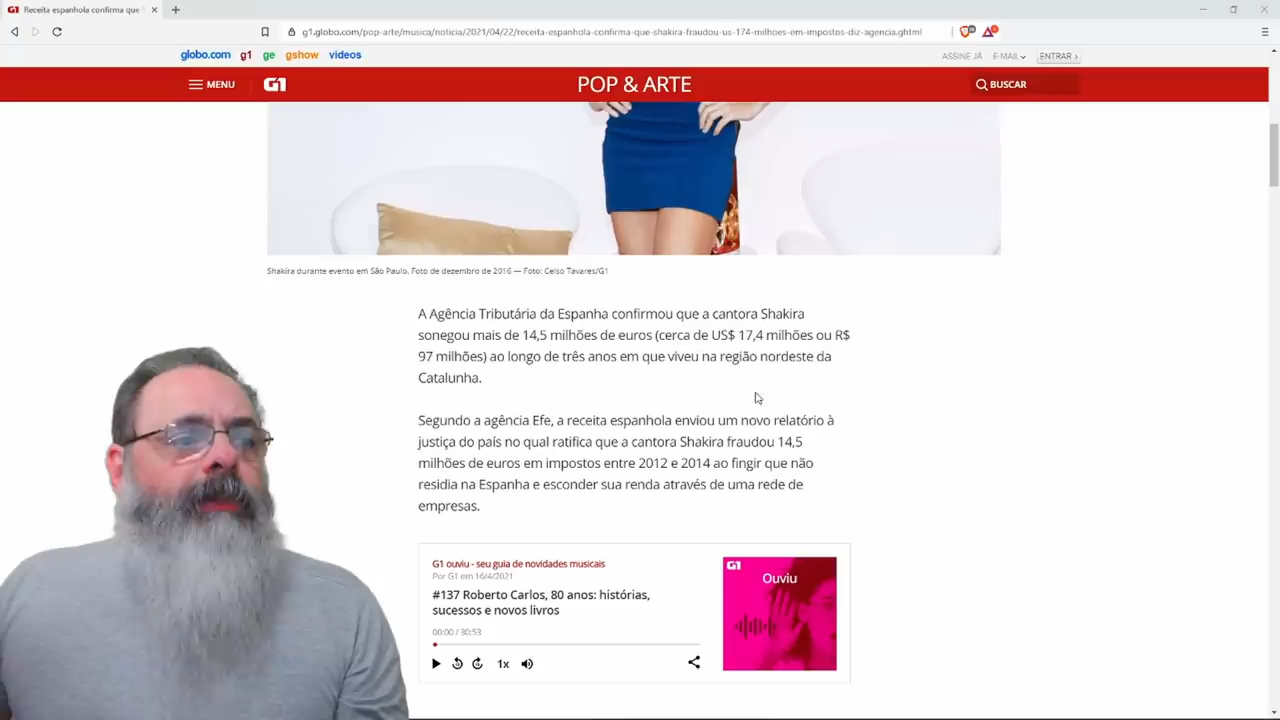 G1 Receita espanhola confirma que
g1.globo.com/pop-arte/musica/noticia/2021/04/22/receita-espanhola-confirma-que-shakira-fraudou-us-174-milhoes-em-impostos-diz-agencia.ghtml
globo.com g1 ge gshow videos
ASSINE JÁ E-MAIL ENTRAR ›
MENU G1 POP & ARTE BUSCAR
Shakira durante evento em São Paulo. Foto de dezembro de 2016 — Foto: Celso Tavares/G1
A Agência Tributária da Espanha confirmou que a cantora Shakira
sonegou mais de 14,5 milhões de euros (cerca de US$ 17,4 milhões ou R$
97 milhões) ao longo de três anos em que viveu na região nordeste da
Catalunha.
Segundo a agência Efe, a receita espanhola enviou um novo relatório à
justiça do país no qual ratifica que a cantora Shakira fraudou 14,5
milhões de euros em impostos entre 2012 e 2014 ao fingir que não
residia na Espanha e esconder sua renda através de uma rede de
empresas.
G1 ouviu - seu guia de novidades musicais
Por G1 em 16/4/2021
#137 Roberto Carlos, 80 anos: histórias,
sucessos e novos livros
00:00 / 30:53
1x
G1
Ouviu